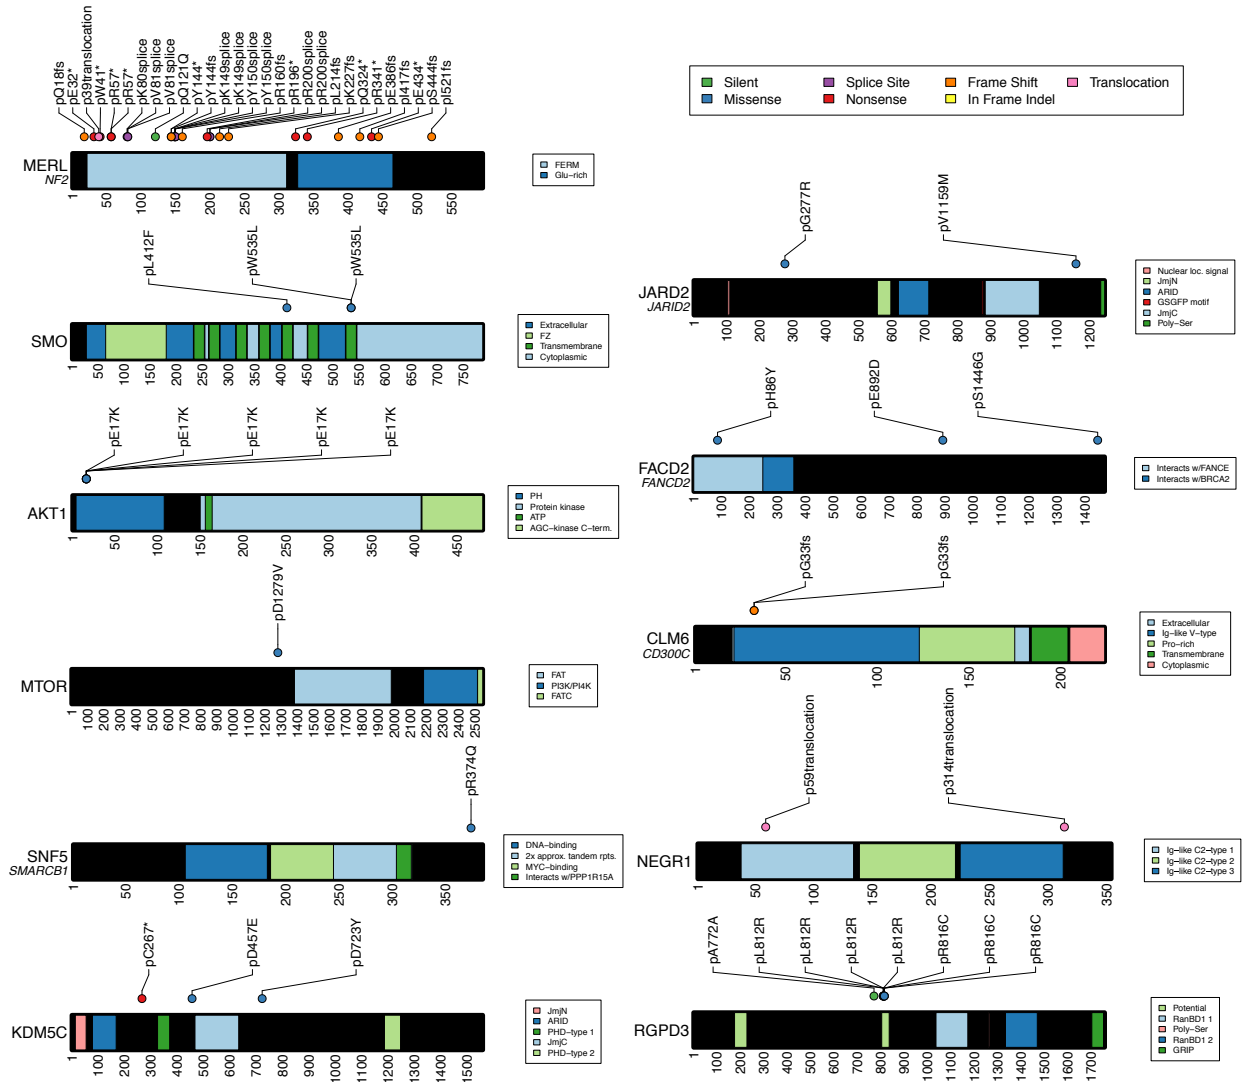 Silent
Splice Site
Frame Shift
Translocation
Missense
Nonsense
In Frame Indel
pQ18fs
pE32*
p39translocation
pW41*
pR57*
pR57*
pK80splice
pV81splice
pV81splice
pQ121Q
pY144*
pY144fs
pK149splice
pK149splice
pY150splice
pY150splice
pR160fs
pR196*
pR200splice
pR200splice
pL214fs
pK227fs
pQ324*
pR341*
pE386fs
pI417fs
pE434*
pS444fs
pI521fs
MERL
NF2
1 50 100 150 200 250 300 350 400 450 500 550
FERM
Glu-rich
pL412F
pW535L
pW535L
SMO
1 50 100 150 200 250 300 350 400 450 500 550 600 650 700 750
Extracellular
FZ
Transmembrane
Cytoplasmic
pE17K
pE17K
pE17K
pE17K
pE17K
AKT1
1 50 100 150 200 250 300 350 400 450
PH
Protein kinase
ATP
AGC-kinase C-term.
pD1279V
MTOR
1 100 200 300 400 500 600 700 800 900 1000 1100 1200 1300 1400 1500 1600 1700 1800 1900 2000 2100 2200 2300 2400 2500
FAT
PI3K/PI4K
FATC
pR374Q
SNF5
SMARCB1
1 50 100 150 200 250 300 350
DNA-binding
2x approx. tandem rpts.
MYC-binding
Interacts w/PPP1R15A
pC267*
pD457E
pD723Y
KDM5C
1 100 200 300 400 500 600 700 800 900 1000 1100 1200 1300 1400 1500
JmjN
ARID
PHD-type 1
JmjC
PHD-type 2
pG277R
pV1159M
JARD2
JARID2
1 100 200 300 400 500 600 700 800 900 1000 1100 1200
Nuclear loc. signal
JmjN
ARID
GSGFP motif
JmjC
Poly-Ser
pH86Y
pE892D
pS1446G
FACD2
FANCD2
1 100 200 300 400 500 600 700 800 900 1000 1100 1200 1300 1400
Interacts w/FANCE
Interacts w/BRCA2
pG33fs
pG33fs
CLM6
CD300C
1 50 100 150 200
Extracellular
Ig-like V-type
Pro-rich
Transmembrane
Cytoplasmic
p59translocation
p314translocation
NEGR1
1 50 100 150 200 250 300 350
Ig-like C2-type 1
Ig-like C2-type 2
Ig-like C2-type 3
pA772A
pL812R
pL812R
pL812R
pL812R
pR816C
pR816C
pR816C
RGPD3
1 100 200 300 400 500 600 700 800 900 1000 1100 1200 1300 1400 1500 1600 1700
Potential
RanBD1 1
Poly-Ser
RanBD1 2
GRIP